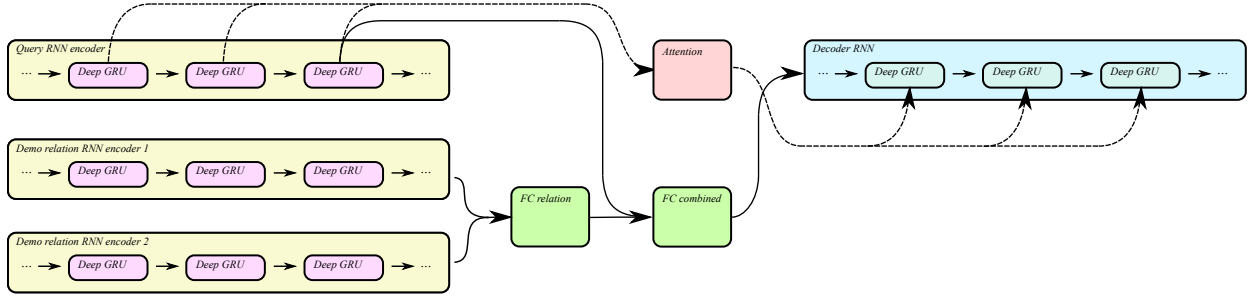 Query RNN encoder
... Deep GRU Deep GRU Deep GRU ...
Attention
Decoder RNN
... Deep GRU Deep GRU Deep GRU ...
Demo relation RNN encoder 1
... Deep GRU Deep GRU Deep GRU ...
FC relation
FC combined
Demo relation RNN encoder 2
... Deep GRU Deep GRU Deep GRU ...